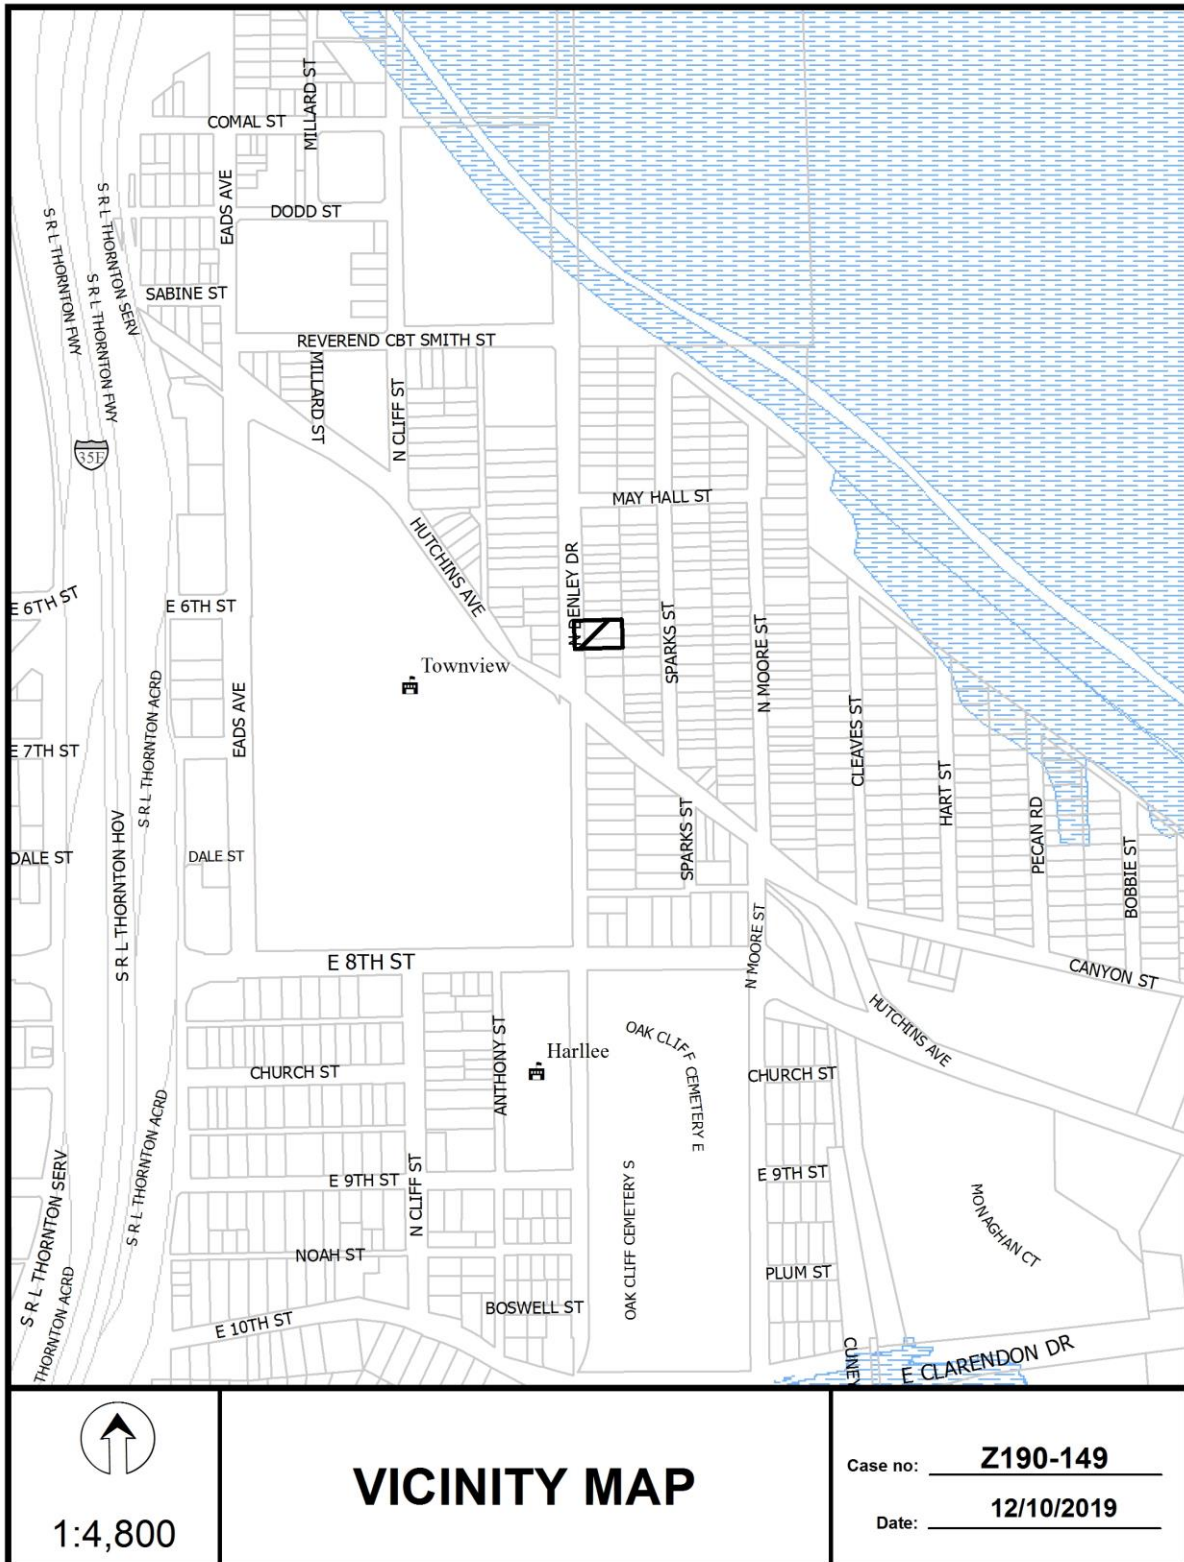 MILLARD ST
COMAL ST
S R L THORNTON SERV
EADS AVE
DODD ST
S R L THORNTON FWY
S R L THORNTON FWY
SABINE ST
REVEREND CBT SMITH ST
MILLARD ST
N CLIFF ST
35E
MAY HALL ST
HUTCHINS AVE
N DENLEY DR
E 6TH ST
E 6TH ST
SPARKS ST
N MOORE ST
Townview
S R L THORNTON ACRD
EADS AVE
CLEAVES ST
E 7TH ST
HART ST
PECAN RD
SPARKS ST
S R L THORNTON HOV
DALE ST
DALE ST
BOBBIE ST
N MOORE ST
E 8TH ST
CANYON ST
HUTCHINS AVE
ANTHONY ST
OAK CLIFF CEMETERY E
Harllee
CHURCH ST
CHURCH ST
S R L THORNTON ACRD
E 9TH ST
E 9TH ST
N CLIFF ST
S R L THORNTON SERV
OAK CLIFF CEMETERY S
MONAGHAN CT
NOAH ST
PLUM ST
THORNTON ACRD
BOSWELL ST
E 10TH ST
CUNEY
E CLARENDON DR
1:4,800
VICINITY MAP
Case no: Z190-149
Date: 12/10/2019